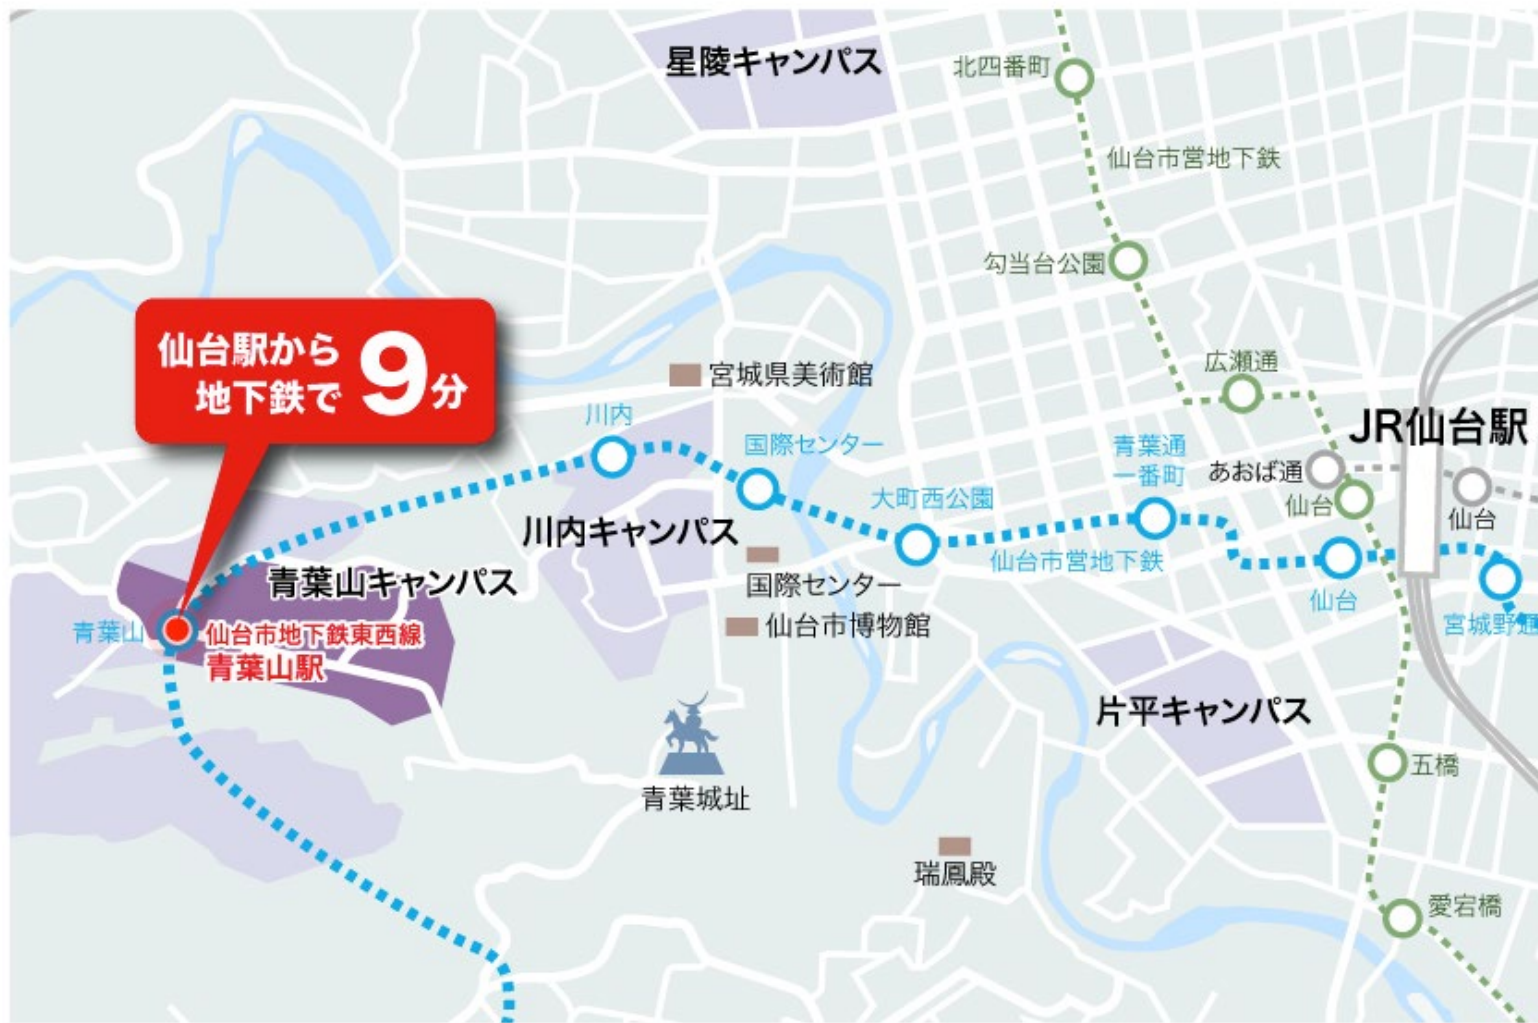 星陵キャンパス
北四番町
仙台市営地下鉄
勾当台公園
仙台駅から
地下鉄で
9分
宮城県美術館
広瀬通
川内
国際センター
青葉通
一番町
JR仙台駅
あおば通
仙台
仙台
大町西公園
川内キャンパス
仙台市営地下鉄
国際センター
青葉山キャンパス
仙台
青葉山
仙台市地下鉄東西線
青葉山駅
仙台市博物館
宮城野通
片平キャンパス
青葉城址
五橋
瑞鳳殿
愛宕橋